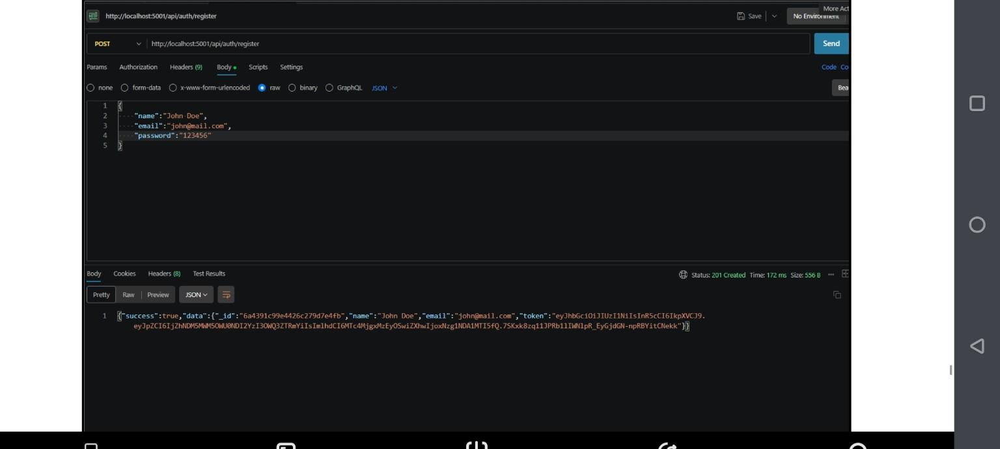 http://localhost:5001/api/auth/register
Save
No Environment
More Act
POST
http://localhost:5001/api/auth/register
Send
Params Authorization Headers (9) Body Scripts Settings
Code Co
none form-data x-www-form-urlencoded raw binary GraphQL JSON
Bea
1 {
2 "name":"John Doe",
3 "email":"john@mail.com",
4 "password":"123456"
5 }
Body Cookies Headers (8) Test Results
Status: 201 Created Time: 172 ms Size: 556 B
Pretty Raw Preview JSON
1 {"success":true,"data":{"_id":"6a4391c99e4426c279d7e4fb","name":"John Doe","email":"john@mail.com","token":"eyJhbGciOiJIUzI1NiIsInR5cCI6IkpXVCJ9.
eyJpZCI6IjZhNDM5MWM5OWU0NDI2YzI3OWQ3ZTRmYiIsImlhdCI6MTc4MjgxMzEyOSwiZXhwIjoxNzg1NDA1MTI5fQ.7SKxk8zq11JPRb1lIWNlpR_EyGjdGN-npRBYitCNekk"}}